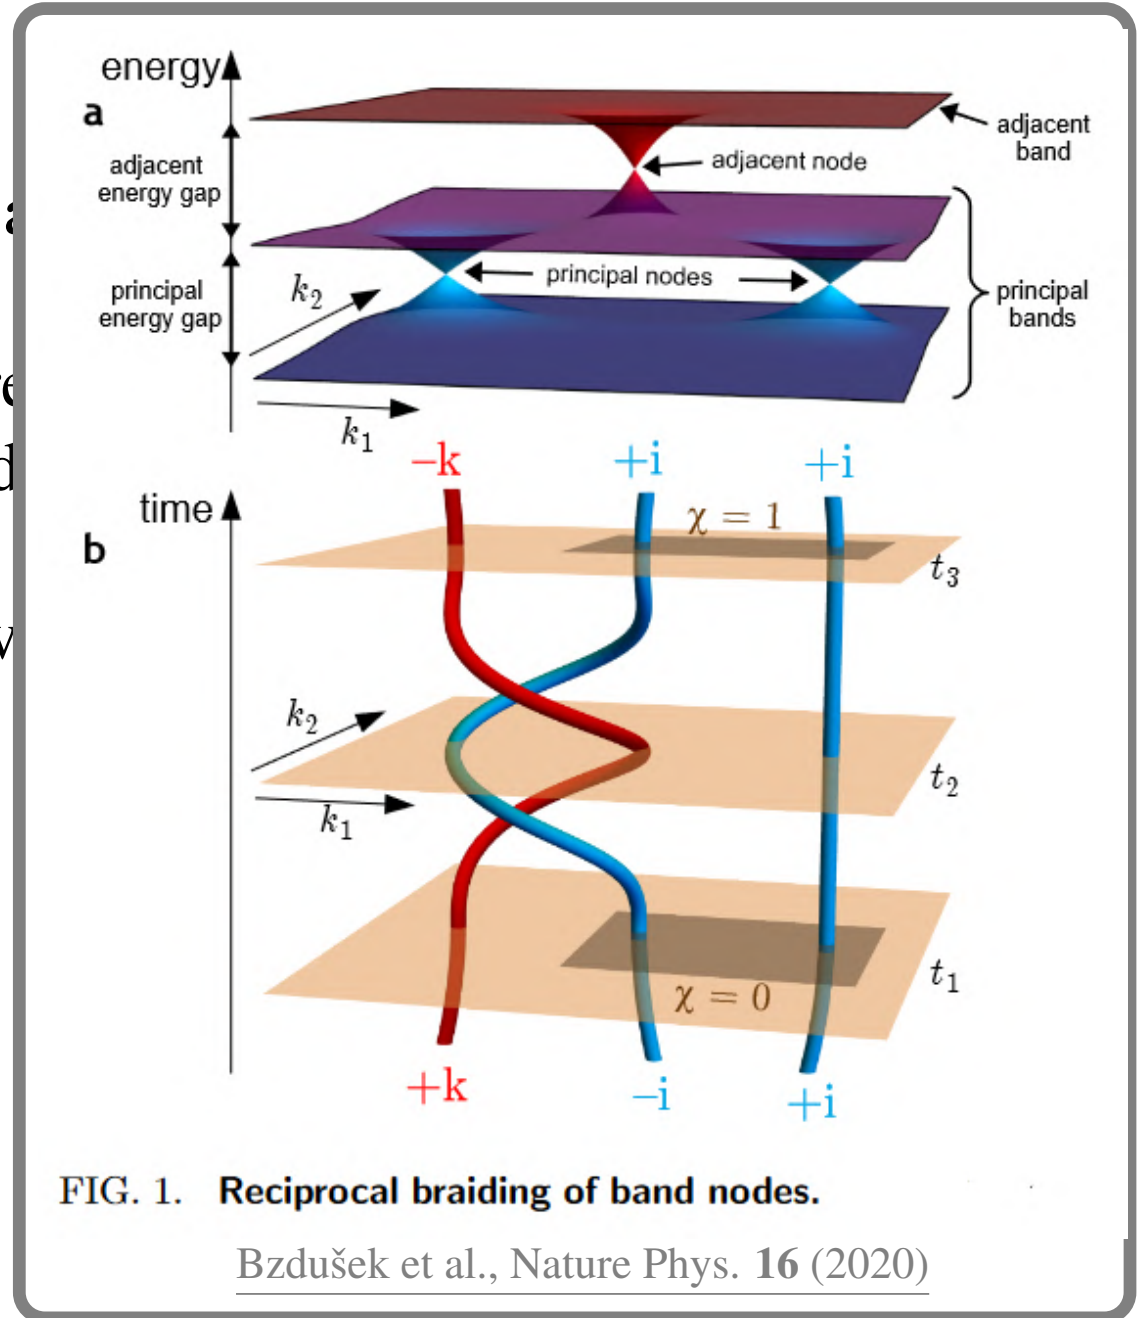 energy
a
adjacent
energy gap
adjacent
band
adjacent node
principal
energy gap
k₂
principal nodes
principal
bands
k₁
–k
+i
+i
time
b
χ = 1
t₃
k₂
k₁
t₂
χ = 0
t₁
+k
–i
+i
FIG. 1. Reciprocal braiding of band nodes.
Bzdušek et al., Nature Phys. 16 (2020)